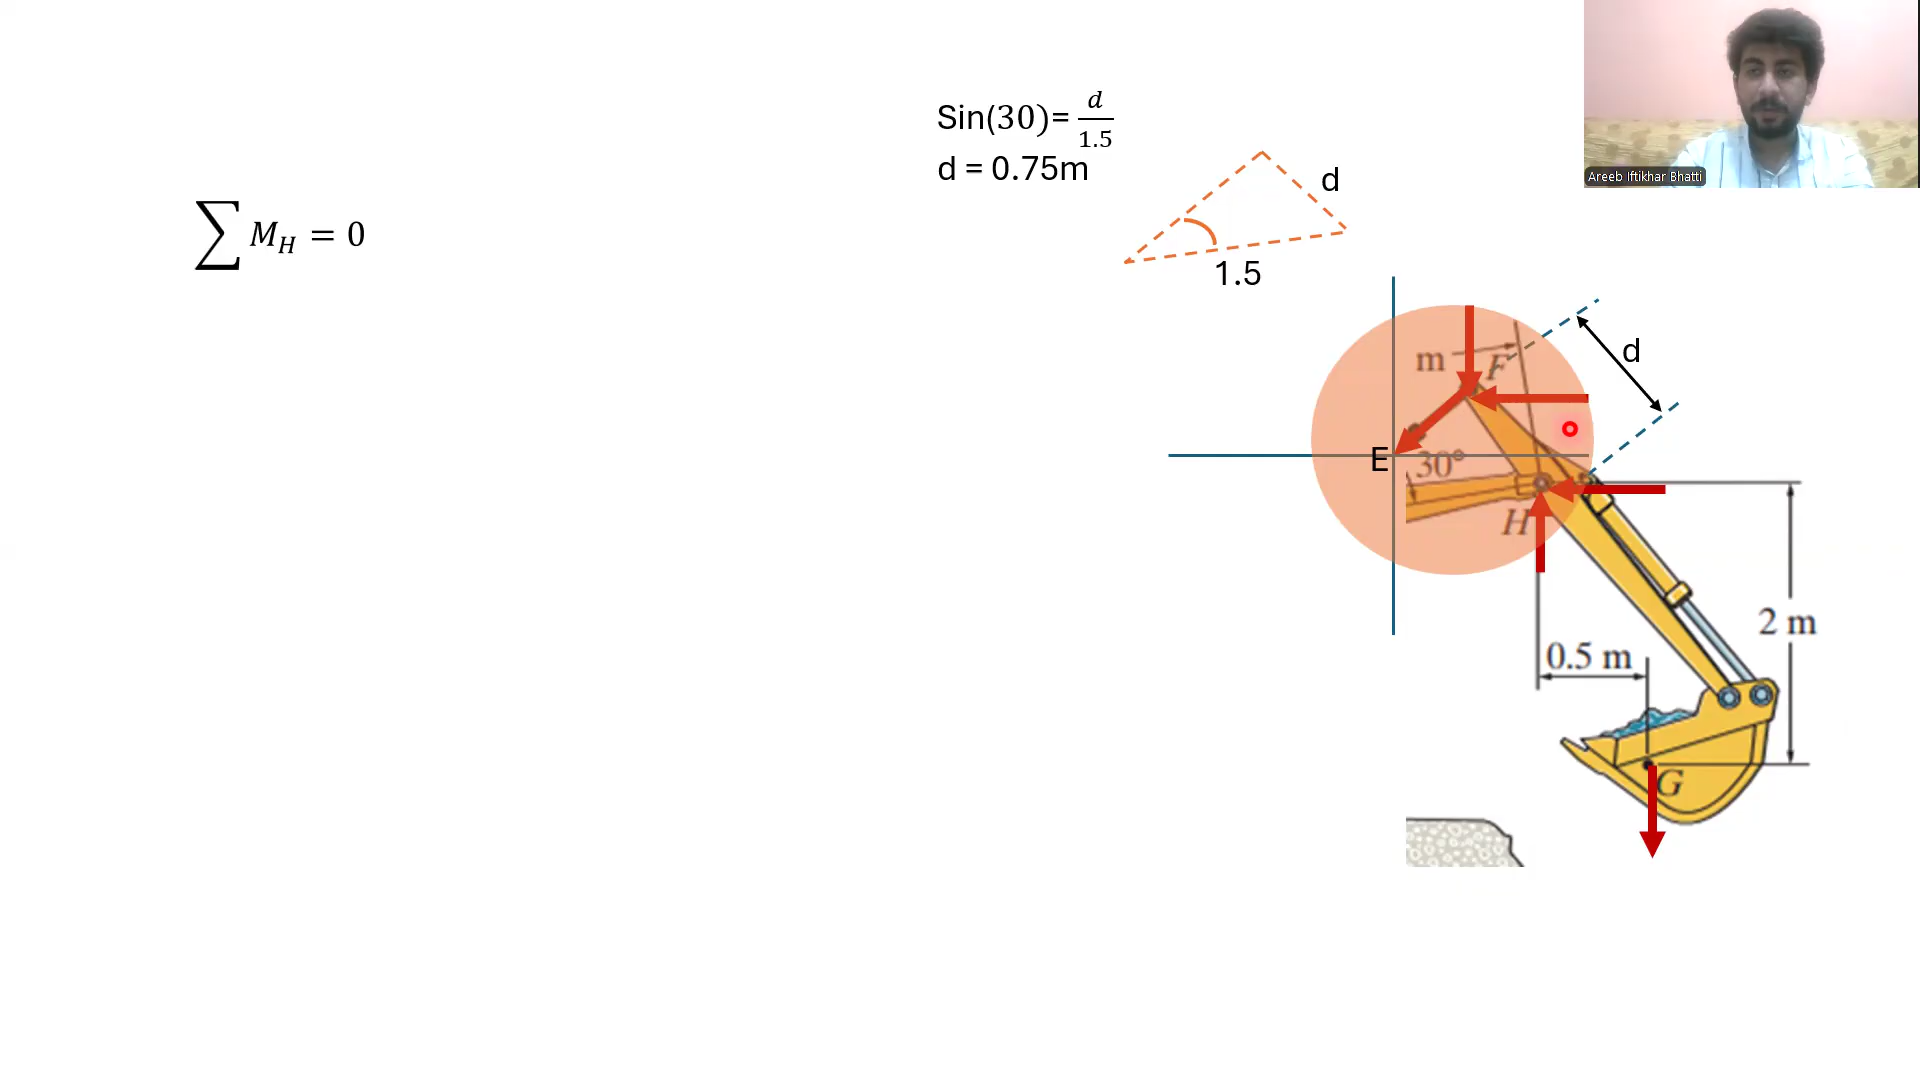 Sin(30)= d/1.5
d = 0.75m
∑ M_H = 0
d
1.5
m
F
d
E
30°
H
2 m
0.5 m
G
Areeb Iftikhar Bhatti